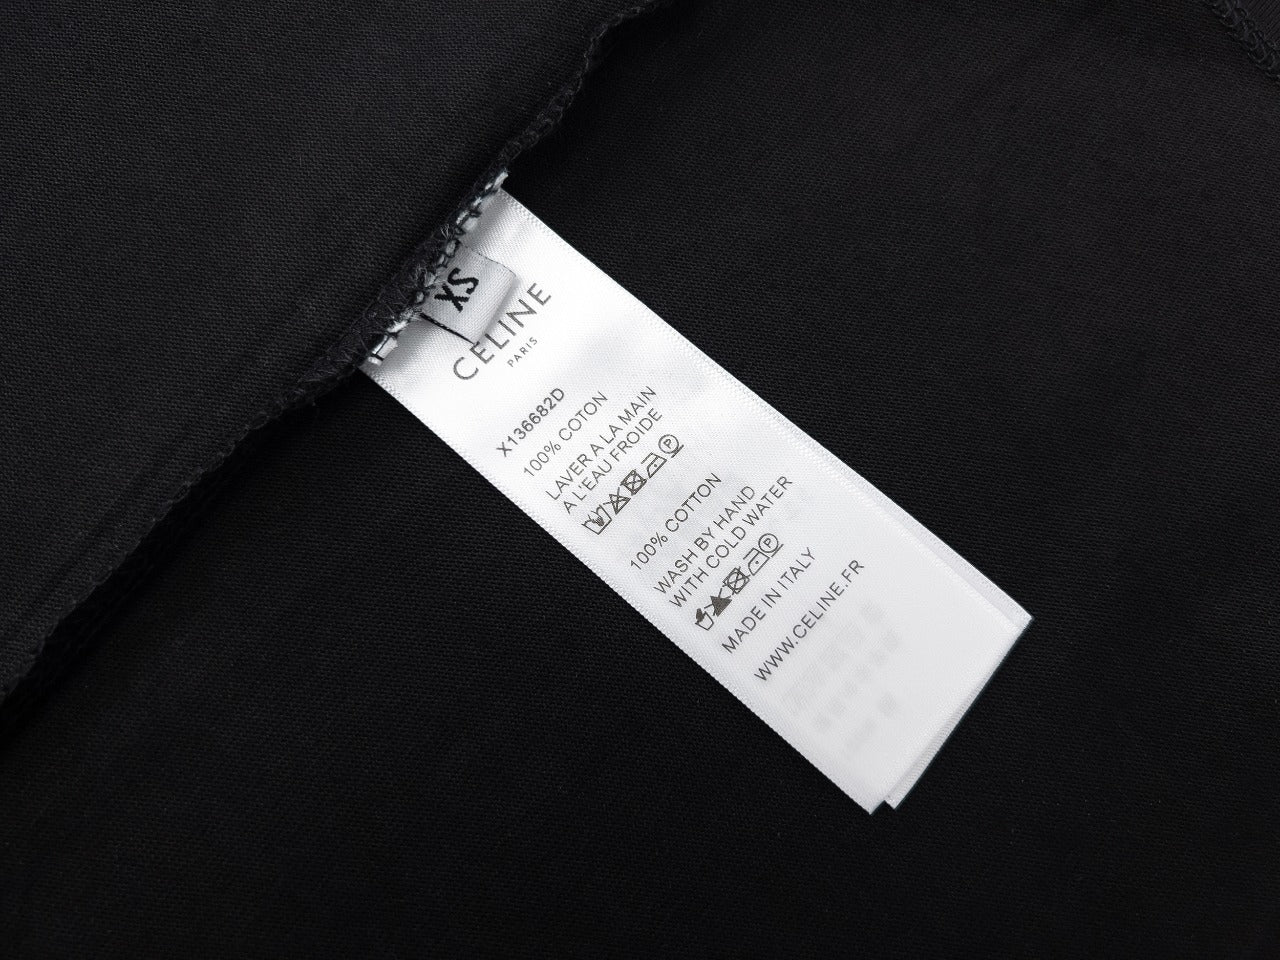 XS
CELINE
PARIS
X136682D
100% COTON
LAVER A LA MAIN
A L'EAU FROIDE
P
100% COTTON
WASH BY HAND
WITH COLD WATER
P
MADE IN ITALY
WWW.CELINE.FR